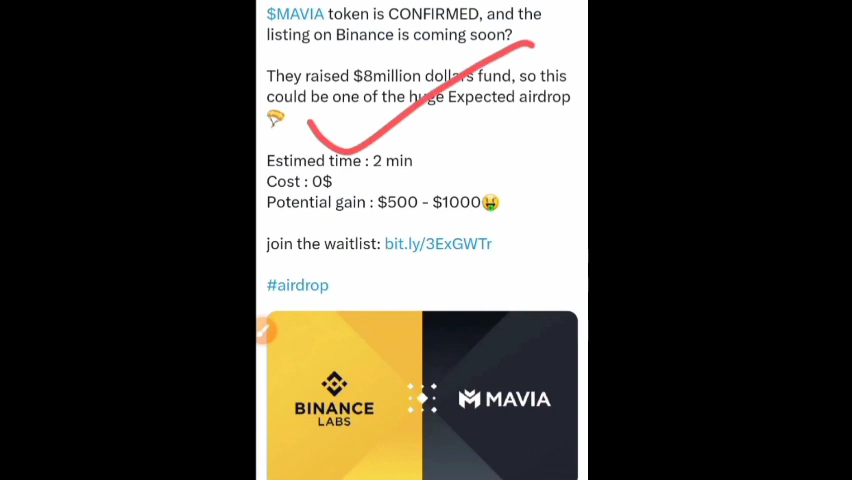 $MAVIA token is CONFIRMED, and the
listing on Binance is coming soon?
They raised $8million dollars fund, so this
could be one of the huge Expected airdrop
🪂
Estimed time : 2 min
Cost : 0$
Potential gain : $500 - $1000🤑
join the waitlist: bit.ly/3ExGWTr
#airdrop
BINANCE
LABS
MAVIA